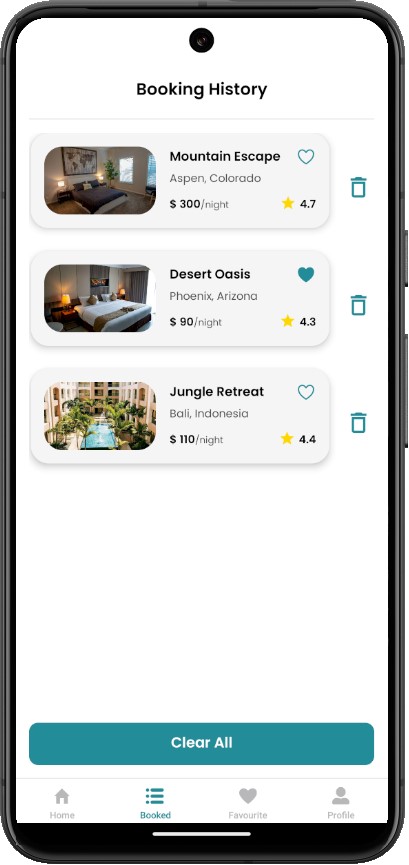 Booking History
Mountain Escape
Aspen, Colorado
$ 300/night
4.7
Desert Oasis
Phoenix, Arizona
$ 90/night
4.3
Jungle Retreat
Bali, Indonesia
$ 110/night
4.4
Clear All
Home
Booked
Favourite
Profile